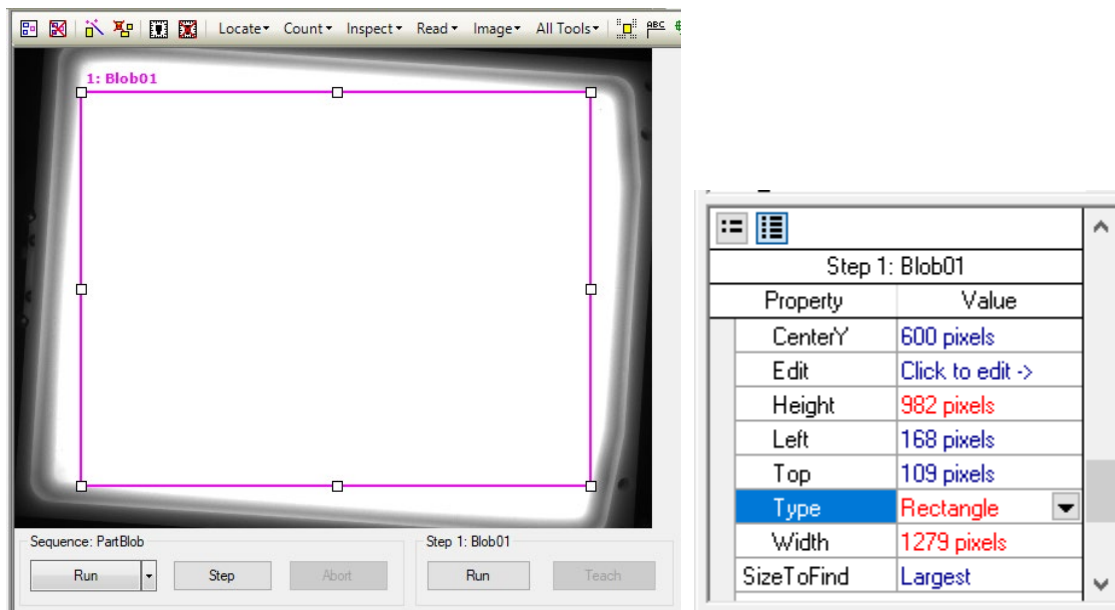 Locate Count Inspect Read Image All Tools ABC
1: Blob01
Sequence: PartBlob
Run Step Abort
Step 1: Blob01
Run Teach
Step 1: Blob01
Property Value
CenterY 600 pixels
Edit Click to edit ->
Height 982 pixels
Left 168 pixels
Top 109 pixels
Type Rectangle
Width 1279 pixels
SizeToFind Largest